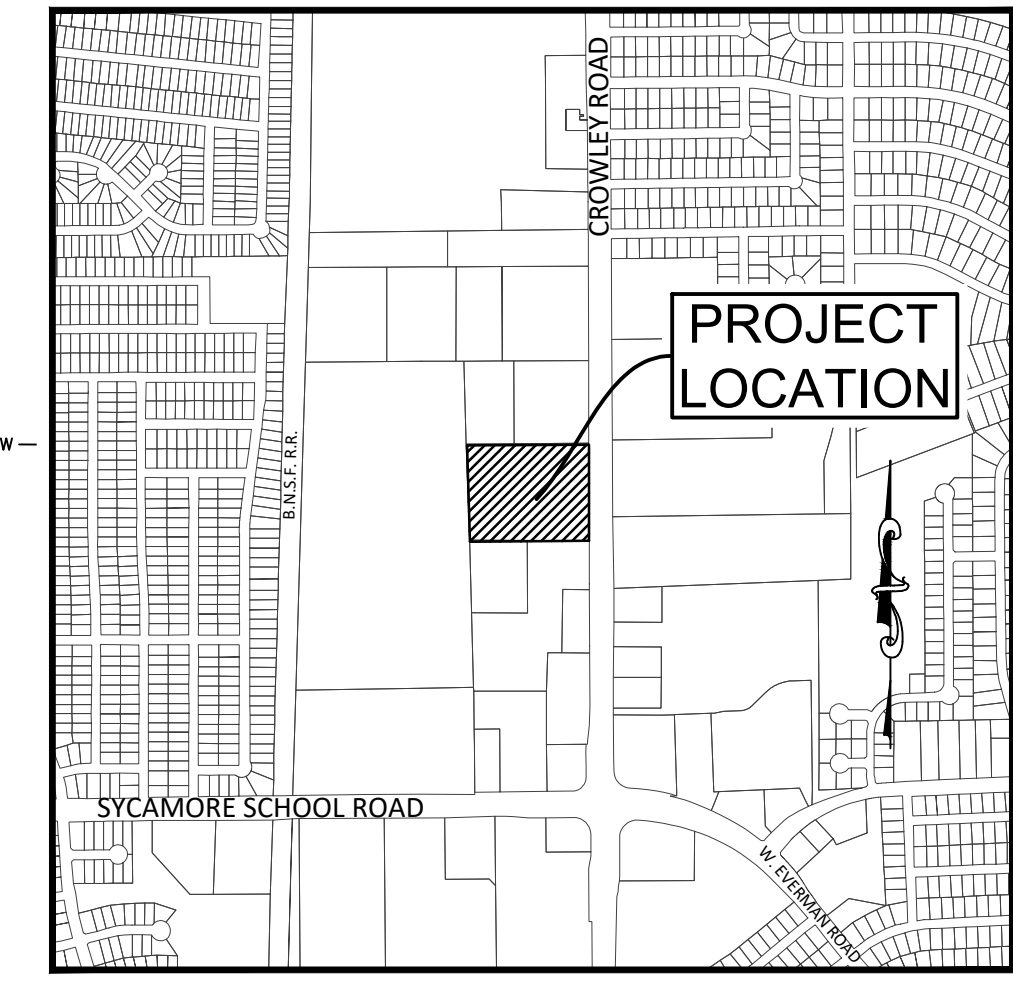 CROWLEY ROAD
PROJECT
LOCATION
W —
B.N.S.F. R.R.
SYCAMORE SCHOOL ROAD
W. EVERMAN ROAD